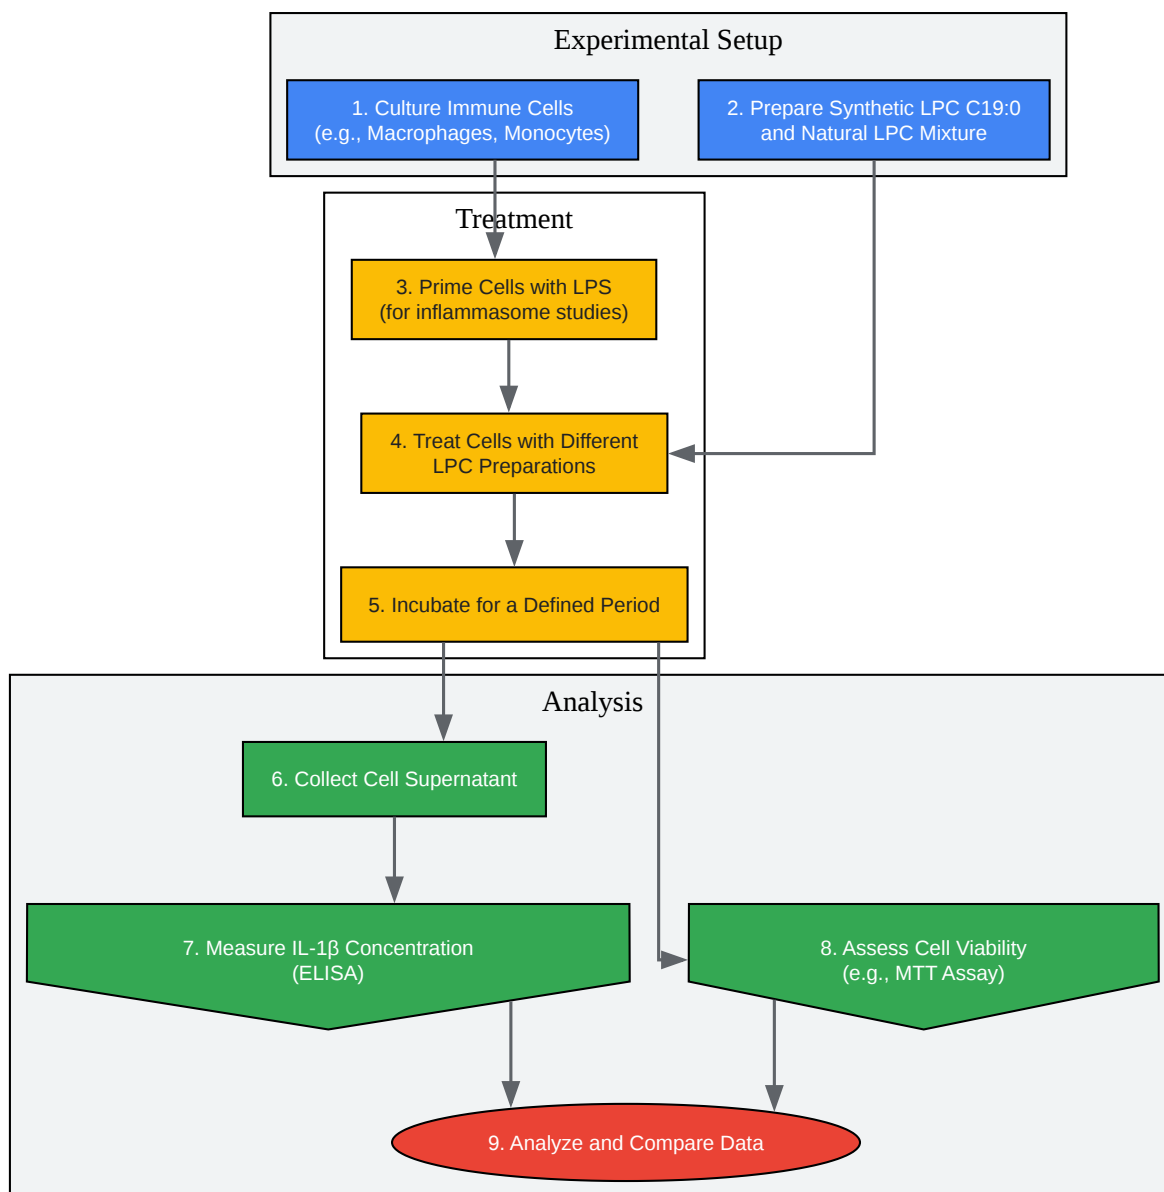 Experimental Setup
1. Culture Immune Cells
(e.g., Macrophages, Monocytes)
2. Prepare Synthetic LPC C19:0
and Natural LPC Mixture
Treatment
3. Prime Cells with LPS
(for inflammasome studies)
4. Treat Cells with Different
LPC Preparations
5. Incubate for a Defined Period
Analysis
6. Collect Cell Supernatant
7. Measure IL-1β Concentration
(ELISA)
8. Assess Cell Viability
(e.g., MTT Assay)
9. Analyze and Compare Data